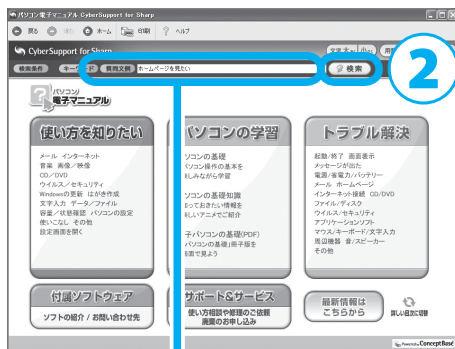 パソコン電子マニュアル CyberSupport for Sharp
戻る ホーム 印刷 ? ヘルプ
CyberSupport for Sharp
検索条件 キーワード 質問文例 ホームページを見たい 検索
2
パソコン
電子マニュアル
使い方を知りたい
メール インターネット
音楽 画像/映像
CD/DVD
ウイルス/セキュリティ
Windowsの更新 はがき作成
文字入力 データ/ファイル
容量/状態確認 パソコンの設定
使いこなし その他
設定画面を開く
パソコンの学習
パソコンの基礎
パソコン操作の基本を
楽しみながら学習
パソコンの基礎知識
知っておきたい情報を
楽しいアニメでご紹介
電子パソコンの基礎(PDF)
「パソコンの基礎」冊子版を
画面で見よう
トラブル解決
起動/終了 画面表示
メッセージが出た
電源/省電力/バッテリー
メール ホームページ
インターネット接続 CD/DVD
ファイル/ディスク
ウイルス/セキュリティ
アプリケーションソフト
マウス/キーボード/文字入力
周辺機器 音/スピーカー
その他
付属ソフトウェア
ソフトの紹介 / お問い合わせ先
サポート&サービス
使い方相談や修理のご依頼
廃棄のお申し込み
最新情報は
こちらから
詳しい目次に切替
Powered by ConceptBase